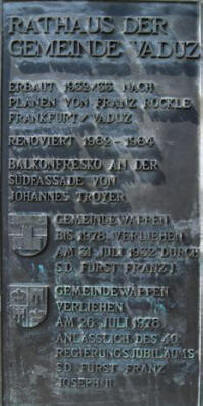 RATHAUS DER
GEMEINDE VADUZ
ERBAUT 1932/33 NACH
PLÄNEN VON FRANZ RÖCKLE
FRANKFURT / VADUZ
RENOVIERT 1982 - 1984
BALKONFRESKO AN DER
SÜDFASSADE VON
JOHANNES TROYER
GEMEINDEWAPPEN
BIS 1978, VERLIEHEN
AM 31. JULI 1932 DURCH
S.D. FÜRST FRANZ I.
GEMEINDEWAPPEN
VERLIEHEN
AM 26. JULI 1978
ANLÄSSLICH DES 40.
REGIERUNGSJUBILÄUMS
S.D. FÜRST FRANZ
JOSEPH II.